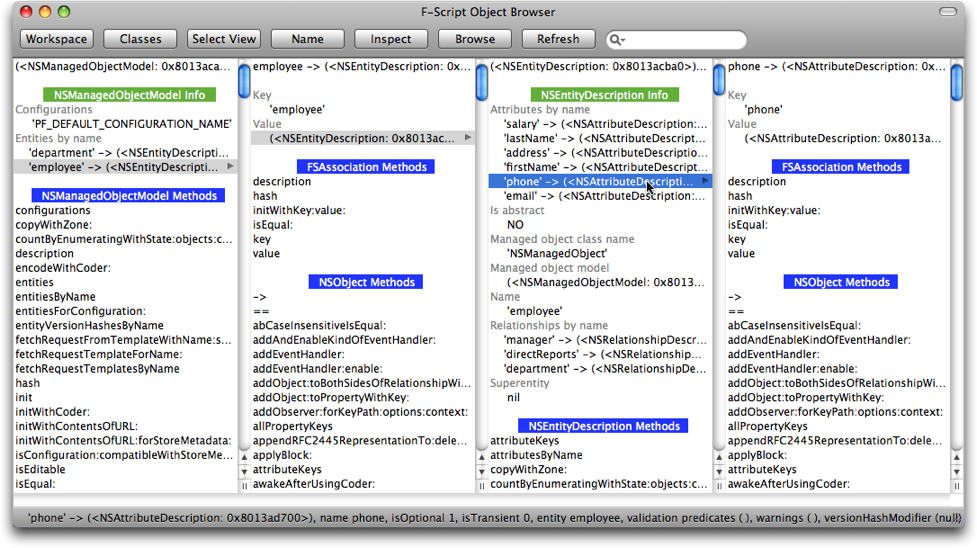 F-Script Object Browser
Workspace
Classes
Select View
Name
Inspect
Browse
Refresh
(<NSManagedObjectModel: 0x8013aca...
NSManagedObjectModel Info
Configurations
'PF_DEFAULT_CONFIGURATION_NAME'
Entities by name
'department' -> (<NSEntityDescripti...
'employee' -> (<NSEntityDescripti...
NSManagedObjectModel Methods
configurations
copyWithZone:
countByEnumeratingWithState:objects:c...
description
encodeWithCoder:
entities
entitiesByName
entitiesForConfiguration:
entityVersionHashesByName
fetchRequestFromTemplateWithName:s...
fetchRequestTemplateForName:
fetchRequestTemplatesByName
hash
init
initWithCoder:
initWithContentsOfURL:
initWithContentsOfURL:forStoreMetadata:
isConfiguration:compatibleWithStoreMe...
isEditable
isEqual:
employee -> (<NSEntityDescription: 0x...
Key
'employee'
Value
(<NSEntityDescription: 0x8013ac...
FSAssociation Methods
description
hash
initWithKey:value:
isEqual:
key
value
NSObject Methods
->
==
abCaseInsensitiveIsEqual:
addAndEnableKindOfEventHandler:
addEventHandler:
addEventHandler:enable:
addObject:toBothSidesOfRelationshipWi...
addObject:toPropertyWithKey:
addObserver:forKeyPath:options:context:
allPropertyKeys
appendRFC2445RepresentationTo:dele...
applyBlock:
attributeKeys
awakeAfterUsingCoder:
(<NSEntityDescription: 0x8013acba0>)...
NSEntityDescription Info
Attributes by name
'salary' -> (<NSAttributeDescription:...
'lastName' -> (<NSAttributeDescript...
'address' -> (<NSAttributeDescriptio...
'firstName' -> (<NSAttributeDescript...
'phone' -> (<NSAttributeDescripti...
'email' -> (<NSAttributeDescription:...
Is abstract
NO
Managed object class name
'NSManagedObject'
Managed object model
(<NSManagedObjectModel: 0x8013...
Name
'employee'
Relationships by name
'manager' -> (<NSRelationshipDescr...
'directReports' -> (<NSRelationship...
'department' -> (<NSRelationshipDe...
Superentity
nil
NSEntityDescription Methods
attributeKeys
attributesByName
copyWithZone:
countByEnumeratingWithState:objects:c...
phone -> (<NSAttributeDescription: 0x...
Key
'phone'
Value
(<NSAttributeDescription: 0x8013a...
FSAssociation Methods
description
hash
initWithKey:value:
isEqual:
key
value
NSObject Methods
->
==
abCaseInsensitiveIsEqual:
addAndEnableKindOfEventHandler:
addEventHandler:
addEventHandler:enable:
addObject:toBothSidesOfRelationshipWi...
addObject:toPropertyWithKey:
addObserver:forKeyPath:options:context:
allPropertyKeys
appendRFC2445RepresentationTo:dele...
applyBlock:
attributeKeys
awakeAfterUsingCoder:
'phone' -> (<NSAttributeDescription: 0x8013ad700>), name phone, isOptional 1, isTransient 0, entity employee, validation predicates ( ), warnings ( ), versionHashModifier (null)}